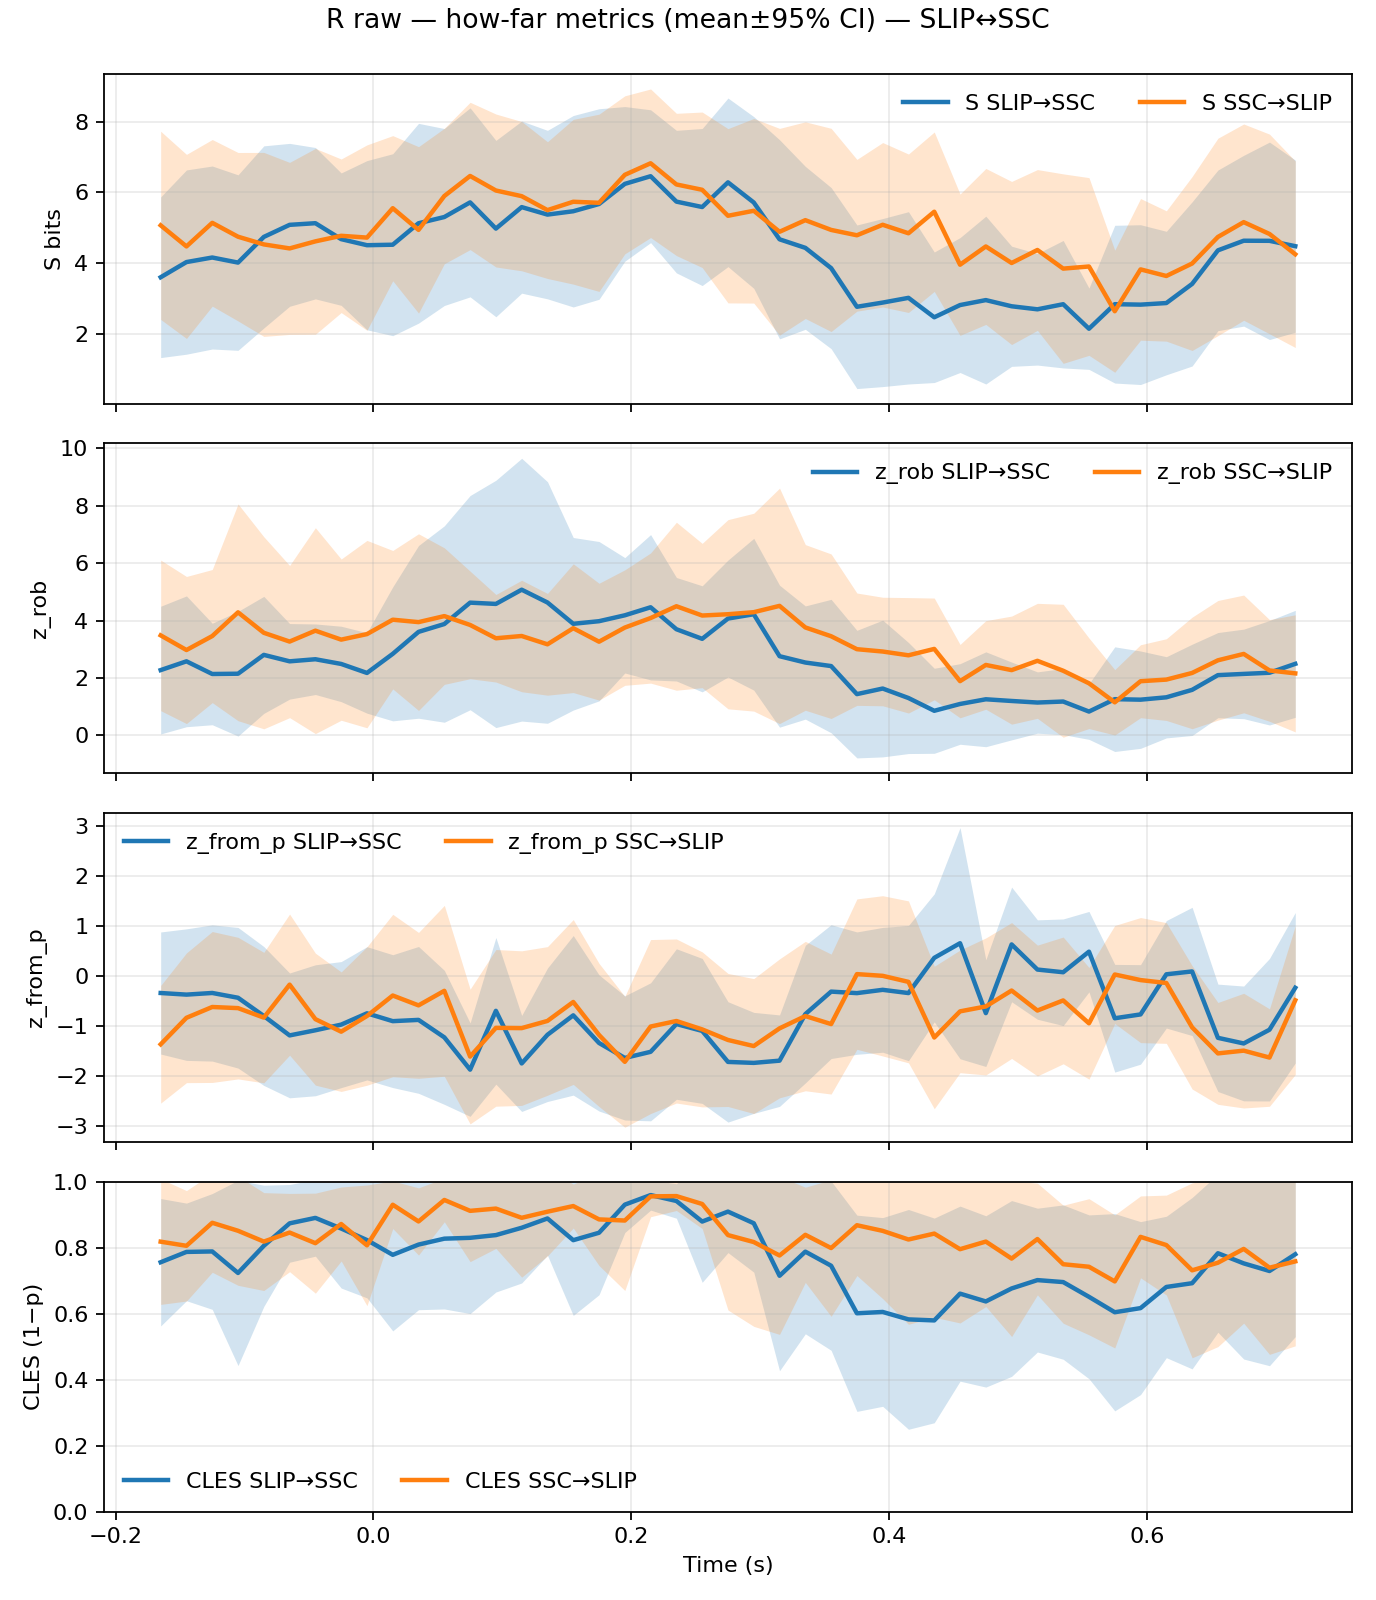 R raw — how-far metrics (mean±95% CI) — SLIP↔SSC
S SLIP→SSC S SSC→SLIP
8
6
4
2
S bits
z_rob SLIP→SSC z_rob SSC→SLIP
10
8
6
4
2
0
z_rob
z_from_p SLIP→SSC z_from_p SSC→SLIP
3
2
1
0
−1
−2
−3
z_from_p
1.0
0.8
0.6
0.4
0.2
0.0
CLES (1−p)
CLES SLIP→SSC CLES SSC→SLIP
−0.2 0.0 0.2 0.4 0.6
Time (s)